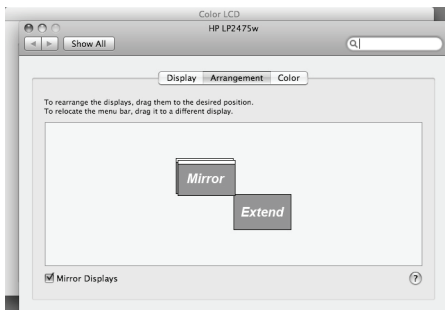 Color LCD
HP LP2475w
Show All
Display Arrangement Color
To rearrange the displays, drag them to the desired position.
To relocate the menu bar, drag it to a different display.
Mirror
Extend
Mirror Displays
?